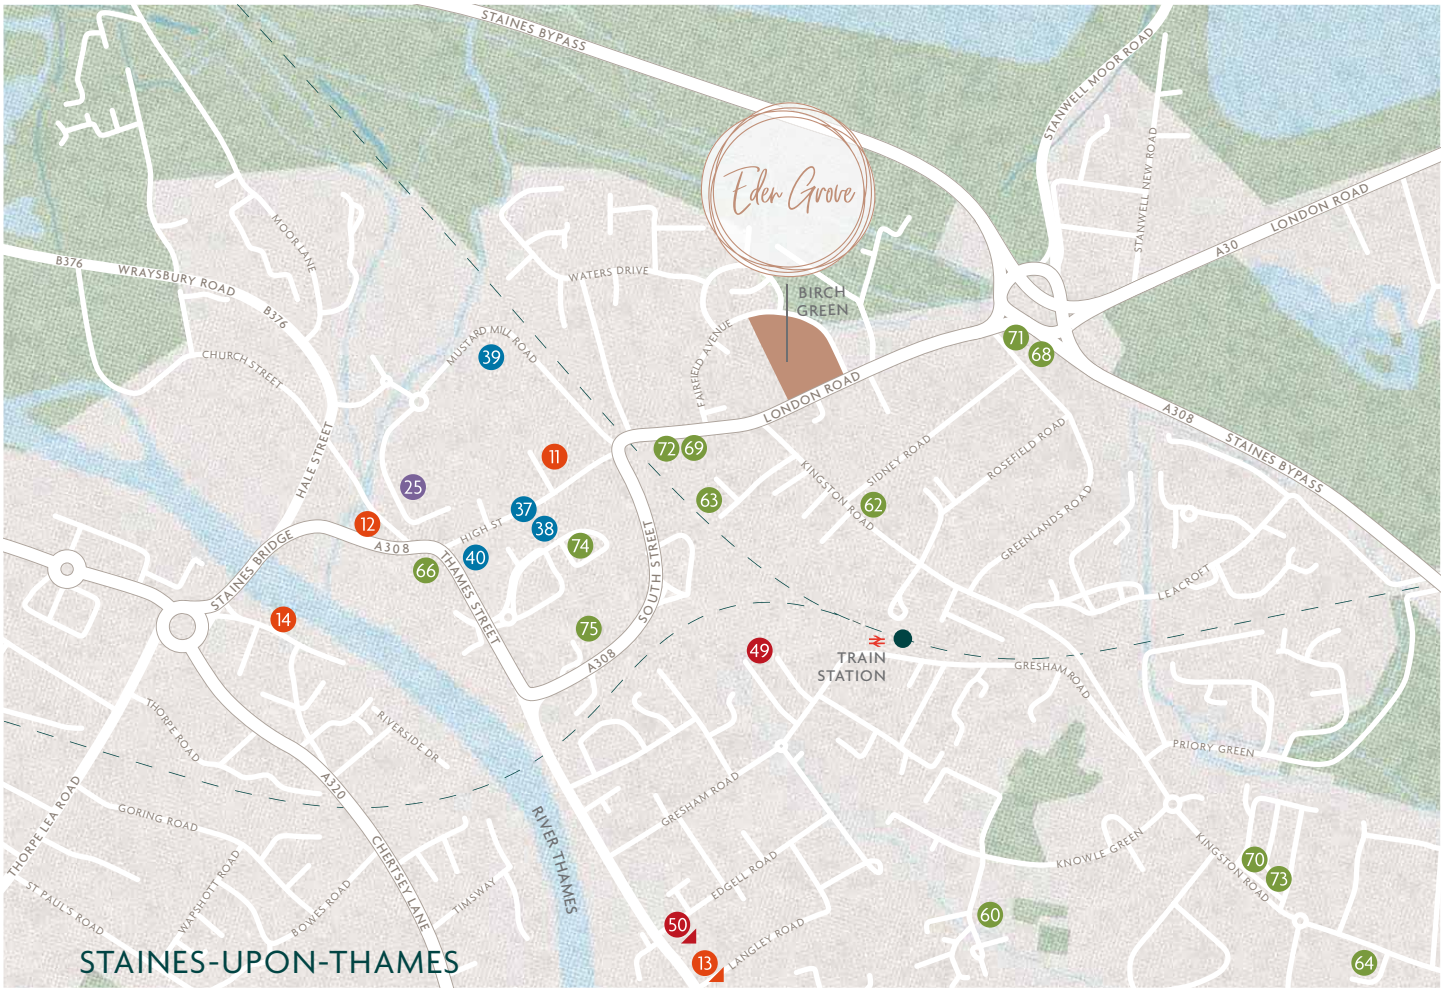 STAINES BYPASS
STANWELL MOOR ROAD
Eden Grove
STANWELL NEW ROAD
LONDON ROAD
A30
MOOR LANE
B376
WRAYSBURY ROAD
B376
WATERS DRIVE
BIRCH
GREEN
MUSTARD MILL ROAD
FAIRFIELD AVENUE
CHURCH STREET
39
71
68
LONDON ROAD
A308
STAINES BYPASS
HALE STREET
11
72
69
SIDNEY ROAD
ROSEFIELD ROAD
KINGSTON ROAD
25
63
62
12
37
38
HIGH ST
GREENLANDS ROAD
STAINES BRIDGE
A308
40
74
66
THAMES STREET
SOUTH STREET
LEACROFT
14
75
A308
49
TRAIN
STATION
GRESHAM ROAD
THORPE ROAD
RIVERSIDE DR
PRIORY GREEN
A320
GRESHAM ROAD
THORPE LEA ROAD
GORING ROAD
RIVER THAMES
CHERTSEY LANE
KNOWLE GREEN
KINGSTON ROAD
70
73
EDGELL ROAD
WAPSHOTT ROAD
ST PAUL'S ROAD
BOWES ROAD
TIMSWAY
50
60
LANGLEY ROAD
13
64
STAINES-UPON-THAMES